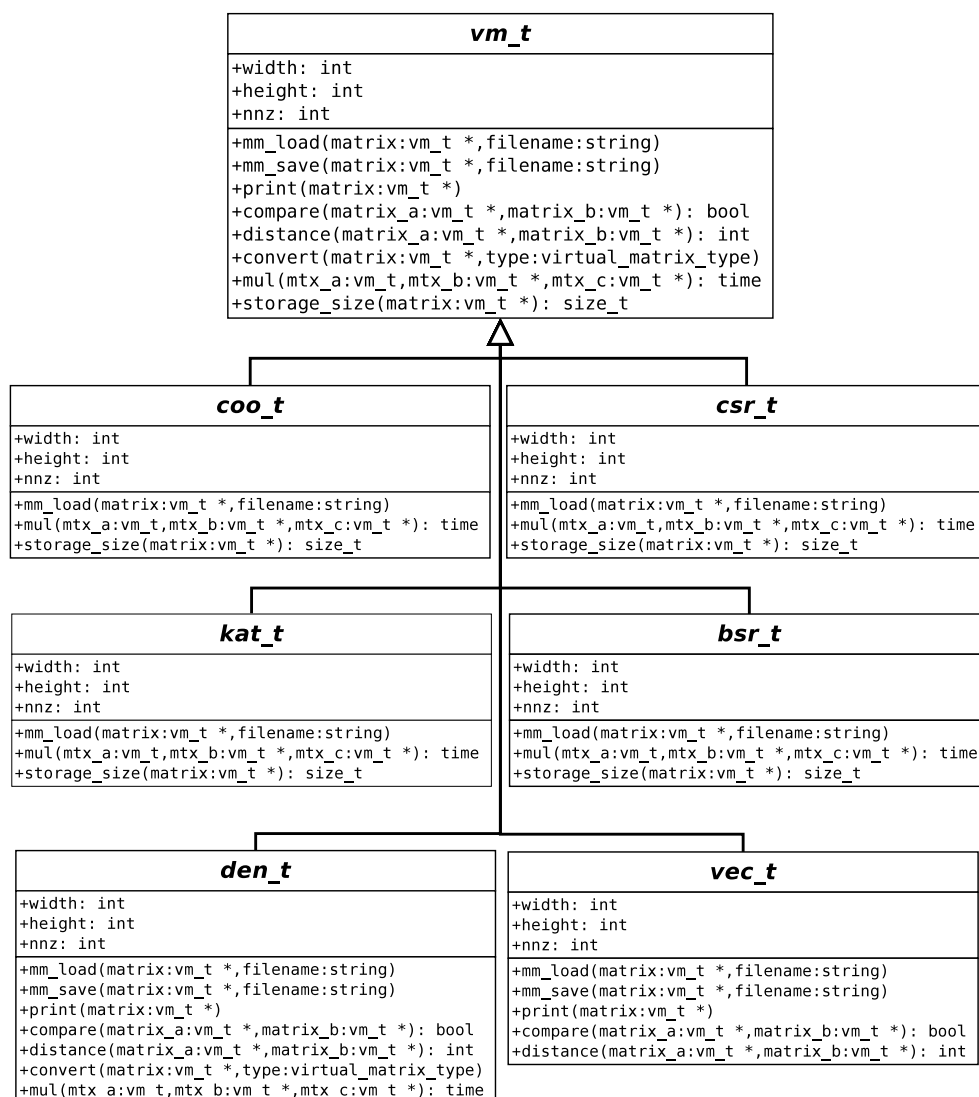 vm_t
+width: int
+height: int
+nnz: int
+mm_load(matrix:vm_t *,filename:string)
+mm_save(matrix:vm_t *,filename:string)
+print(matrix:vm_t *)
+compare(matrix_a:vm_t *,matrix_b:vm_t *): bool
+distance(matrix_a:vm_t *,matrix_b:vm_t *): int
+convert(matrix:vm_t *,type:virtual_matrix_type)
+mul(mtx_a:vm_t,mtx_b:vm_t *,mtx_c:vm_t *): time
+storage_size(matrix:vm_t *): size_t
coo_t
+width: int
+height: int
+nnz: int
+mm_load(matrix:vm_t *,filename:string)
+mul(mtx_a:vm_t,mtx_b:vm_t *,mtx_c:vm_t *): time
+storage_size(matrix:vm_t *): size_t
csr_t
+width: int
+height: int
+nnz: int
+mm_load(matrix:vm_t *,filename:string)
+mul(mtx_a:vm_t,mtx_b:vm_t *,mtx_c:vm_t *): time
+storage_size(matrix:vm_t *): size_t
kat_t
+width: int
+height: int
+nnz: int
+mm_load(matrix:vm_t *,filename:string)
+mul(mtx_a:vm_t,mtx_b:vm_t *,mtx_c:vm_t *): time
+storage_size(matrix:vm_t *): size_t
bsr_t
+width: int
+height: int
+nnz: int
+mm_load(matrix:vm_t *,filename:string)
+mul(mtx_a:vm_t,mtx_b:vm_t *,mtx_c:vm_t *): time
+storage_size(matrix:vm_t *): size_t
den_t
+width: int
+height: int
+nnz: int
+mm_load(matrix:vm_t *,filename:string)
+mm_save(matrix:vm_t *,filename:string)
+print(matrix:vm_t *)
+compare(matrix_a:vm_t *,matrix_b:vm_t *): bool
+distance(matrix_a:vm_t *,matrix_b:vm_t *): int
+convert(matrix:vm_t *,type:virtual_matrix_type)
+mul(mtx_a:vm_t,mtx_b:vm_t *,mtx_c:vm_t *): time
vec_t
+width: int
+height: int
+nnz: int
+mm_load(matrix:vm_t *,filename:string)
+mm_save(matrix:vm_t *,filename:string)
+print(matrix:vm_t *)
+compare(matrix_a:vm_t *,matrix_b:vm_t *): bool
+distance(matrix_a:vm_t *,matrix_b:vm_t *): int